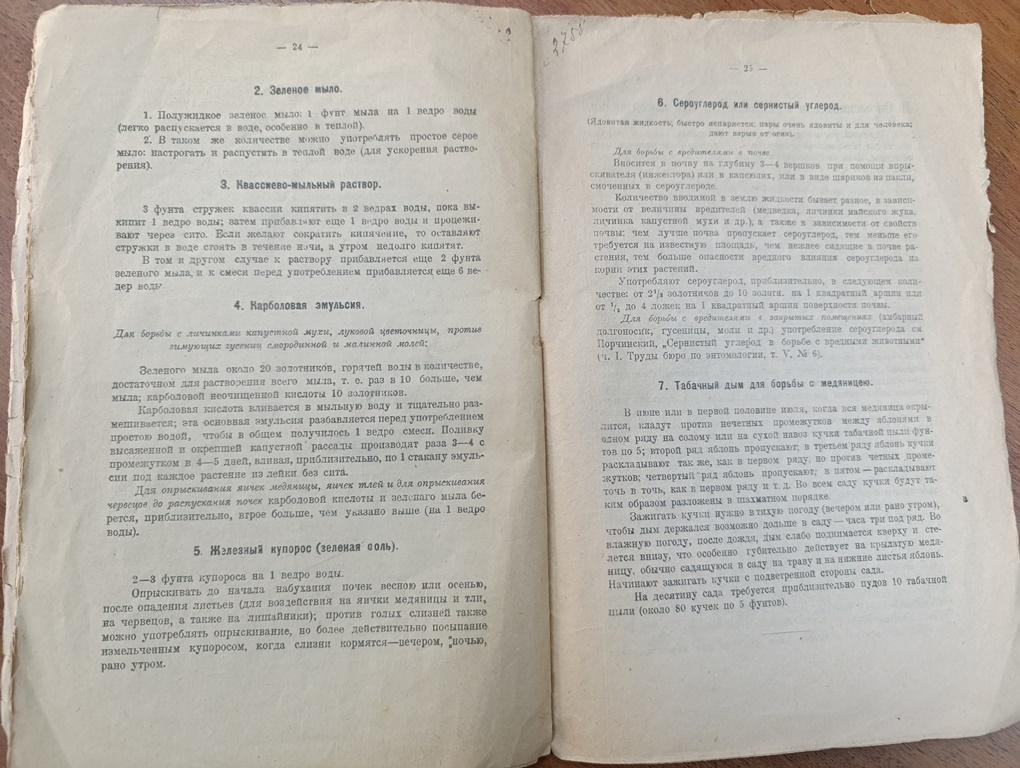 — 24 —
2. Зеленое мыло.
1. Полужидкое зеленое мыло: 1 фунт мыла на 1 ведро воды
(легко распускается в воде, особенно в теплой).
2. В таком же количестве можно употреблять простое серое
мыло: настрогать и распустить в теплой воде (для ускорения раство-
рения).
3. Квассиево-мыльный раствор.
3 фунта стружек квассии кипятить в 2 ведрах воды, пока вы-
кипит 1 ведро воды; затем прибавляют еще 1 ведро воды и процежи-
вают через сито. Если желают сократить кипячение, то оставляют
стружки в воде стоять в течение ночи, а утром недолго кипятят.
В том и другом случае к раствору прибавляется еще 2 фунта
зеленого мыла, и к смеси перед употреблением прибавляется еще 6 ве-
дер воды
4. Карболовая эмульсия.
Для борьбы с личинками капустной мухи, луковой цветочницы, против
зимующих гусениц смородинной и малинной молей;
Зеленого мыла около 20 золотников, горячей воды в количестве,
достаточном для растворения всего мыла, т. е. раз в 10 больше, чем
мыла; карболовой неочищенной кислоты 10 золотников.
Карболовая кислота вливается в мыльную воду и тщательно раз-
мешивается; эта основная эмульсия разбавляется перед употреблением
простою водой, чтобы в общем получилось 1 ведро смеси. Поливку
высаженной и окрепшей капустной рассады производят раза 3—4 с
промежутком в 4—5 дней, вливая, приблизительно, по 1 стакану эмуль-
сии под каждое растение из лейки без сита.
Для опрыскивания яичек медяницы, яичек тлей и для опрыскивания
червецов до распускания почек карболовой кислоты и зеленаго мыла бе-
рется, приблизительно, втрое больше, чем указано выше (на 1 ведро
воды).
5. Железный купорос (зеленая соль).
2—3 фунта купороса на 1 ведро воды.
Опрыскивать до начала набухания почек весною или осенью,
после опадения листьев (для воздействия на яички медяницы и тли,
на червецов, а также на лишайники); против голых слизней также
можно употреблять опрыскивание, но более действительно посыпание
измельченным купоросом, когда слизни кормятся—вечером, ночью,
рано утром.
2755
— 25 —
6. Сероуглерод или сернистый углерод.
(Ядовитая жидкость; быстро испаряется; пары очень ядовиты и для человека;
дают взрыв от огня).
Для борьбы с вредителями в почве.
Вносится в почву на глубину 3—4 вершков при помощи впры-
скивателя (инжектора) или в капсюлях, или в виде шариков из пакли,
смоченных в сероуглероде.
Количество вводимой в землю жидкости бывает разное, в зависи-
мости от величины вредителей (медведка, личинки майского жука,
личинка капустной мухи и др.), а также в зависимости от свойств
почвы: чем лучше почва пропускает сероуглерод, тем меньше его
требуется на известную площадь, чем нежнее сидящие в почве ра-
стения, тем больше опасности вредного влияния сероуглерода на
корни этих растений.
Употребляют сероуглерод, приблизительно, в следующем коли-
честве: от 2¹/₂ золотников до 10 золотн. на 1 квадратный аршин или
от ¹/₂ до 4 ложек на 1 квадратный аршин поверхности почвы.
Для борьбы с вредителями в закрытых помещениях (амбарный
долгоносик, гусеницы, моли и др.) употребление сероуглерода см
Порчинский, „Сернистый углерод в борьбе с вредными животными“
(ч. I. Труды бюро по энтомологии, т. V, № 6).
7. Табачный дым для борьбы с медяницею.
В июне или в первой половине июля, когда вся медяница окры-
лится, кладут против нечетных промежутков между яблонями в
одном ряду на солому или на сухой навоз кучки табачной пыли фун-
тов по 5; второй ряд яблонь пропускают, в третьем ряду яблонь кучки
раскладывают так же, как в первом ряду, но против четных проме-
жутков; четвертый ряд яблонь пропускают; в пятом — раскладывают
точь в точь, как в первом ряду и т. д. Во всем саду кучки будут та-
ким образом разложены в шахматном порядке.
Зажигать кучки нужно в тихую погоду (вечером или рано утром),
чтобы дым держался возможно дольше в саду — часа три под ряд. Во
влажную погоду, после дождя, дым слабо поднимается кверху и сте-
лется внизу, что особенно губительно действует на крылатую медя-
ницу, обычно садящуюся в саду на траву и на нижние листья яблонь.
Начинают зажигать кучки с подветренной стороны сада.
На десятину сада требуется приблизительно пудов 10 табачной
пыли (около 80 кучек по 5 фунтов).